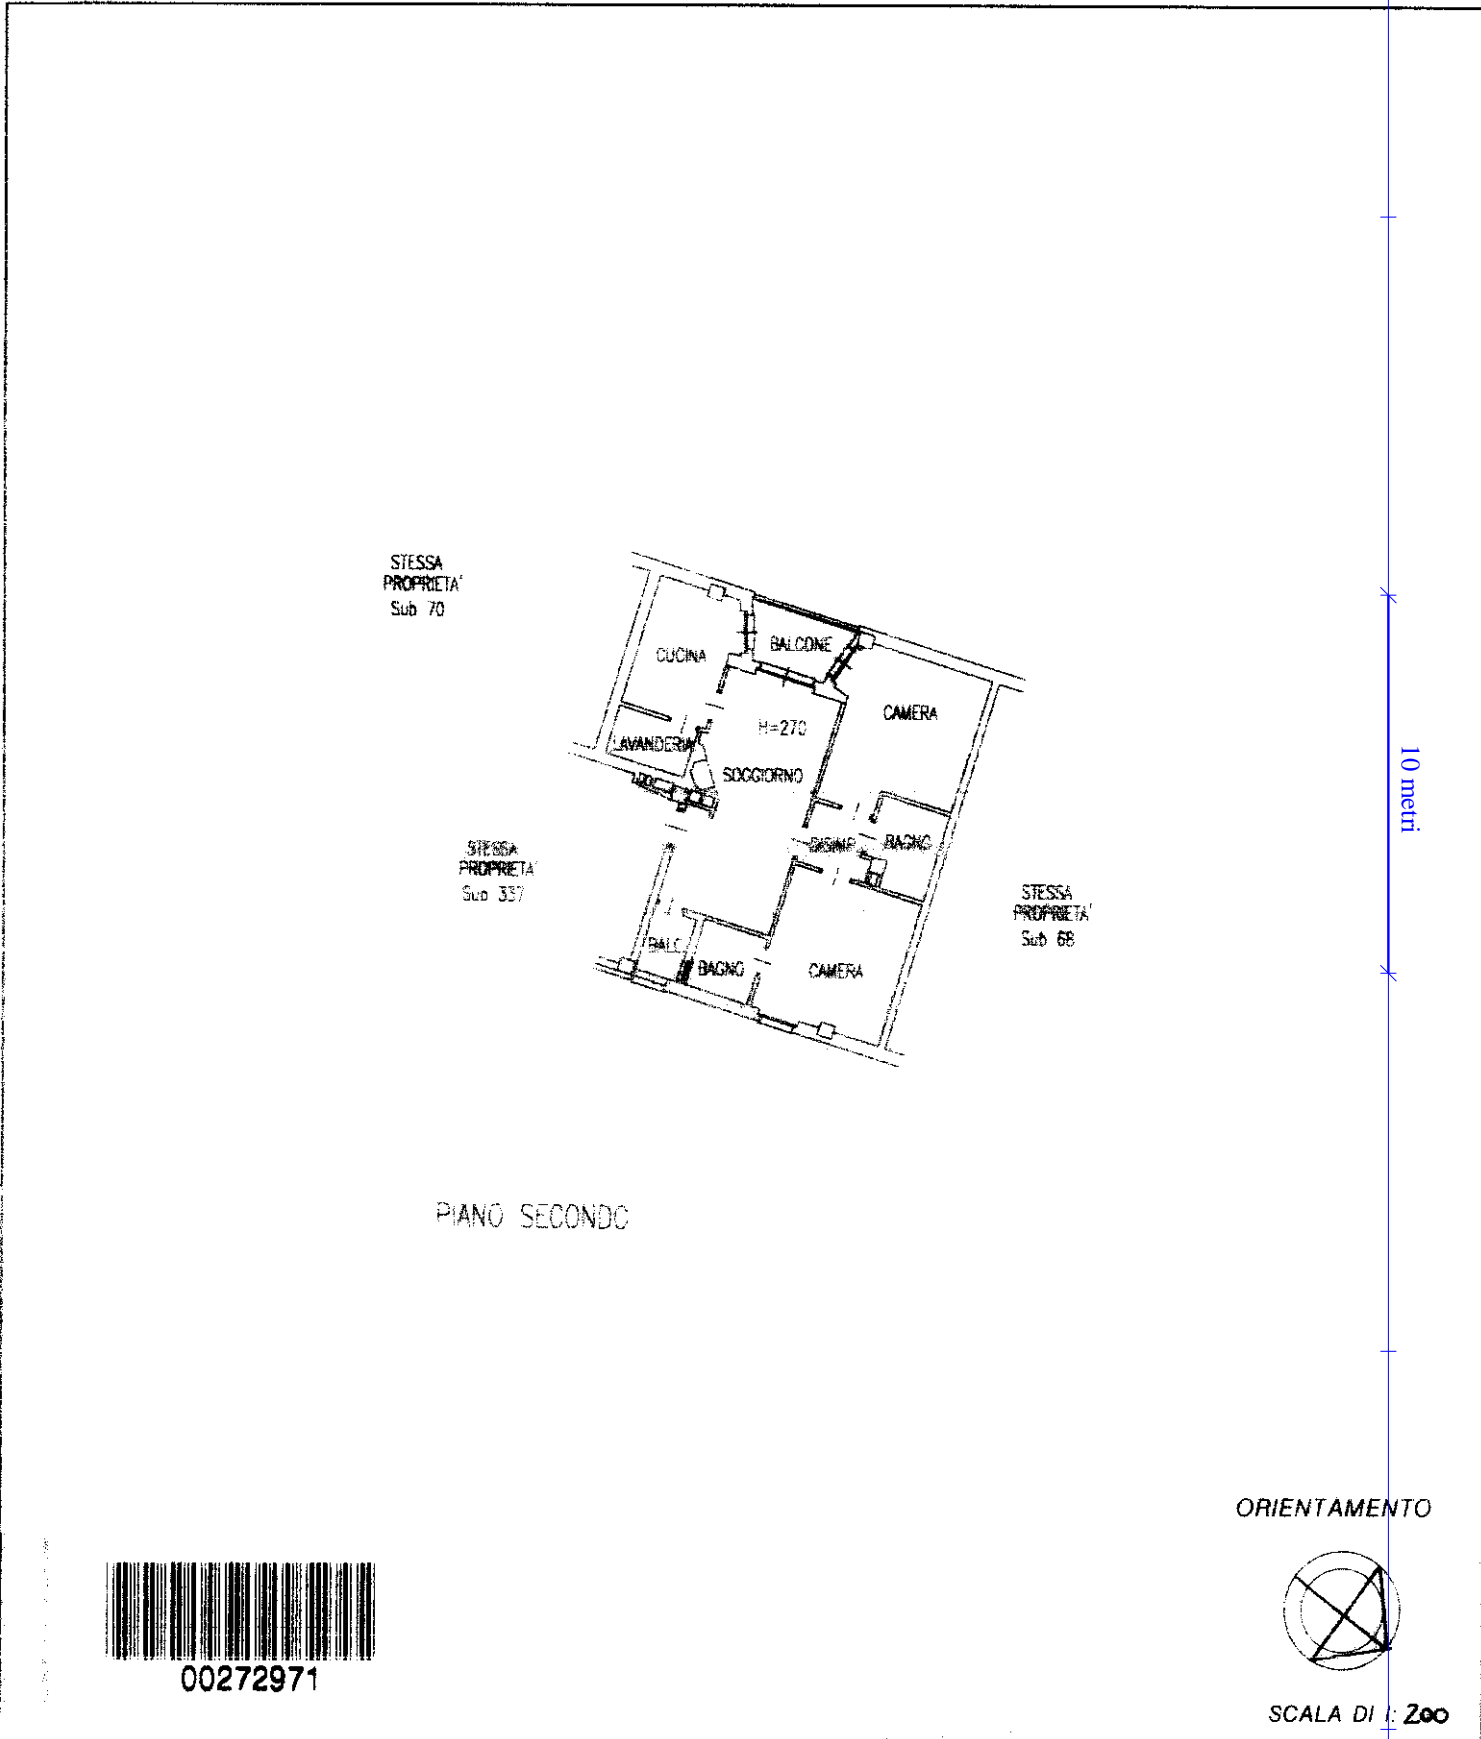 STESSA
PROPRIETA'
Sub 70
CUCINA
BALCONE
CAMERA
H=270
LAVANDERIA
SOGGIORNO
10 metri
DISIMP.
BAGNO
STESSA
PROPRIETA'
Sub 337
STESSA
PROPRIETA'
Sub 68
BALC.
BAGNO
CAMERA
PIANO SECONDO
ORIENTAMENTO
00272971
SCALA DI 1: 200